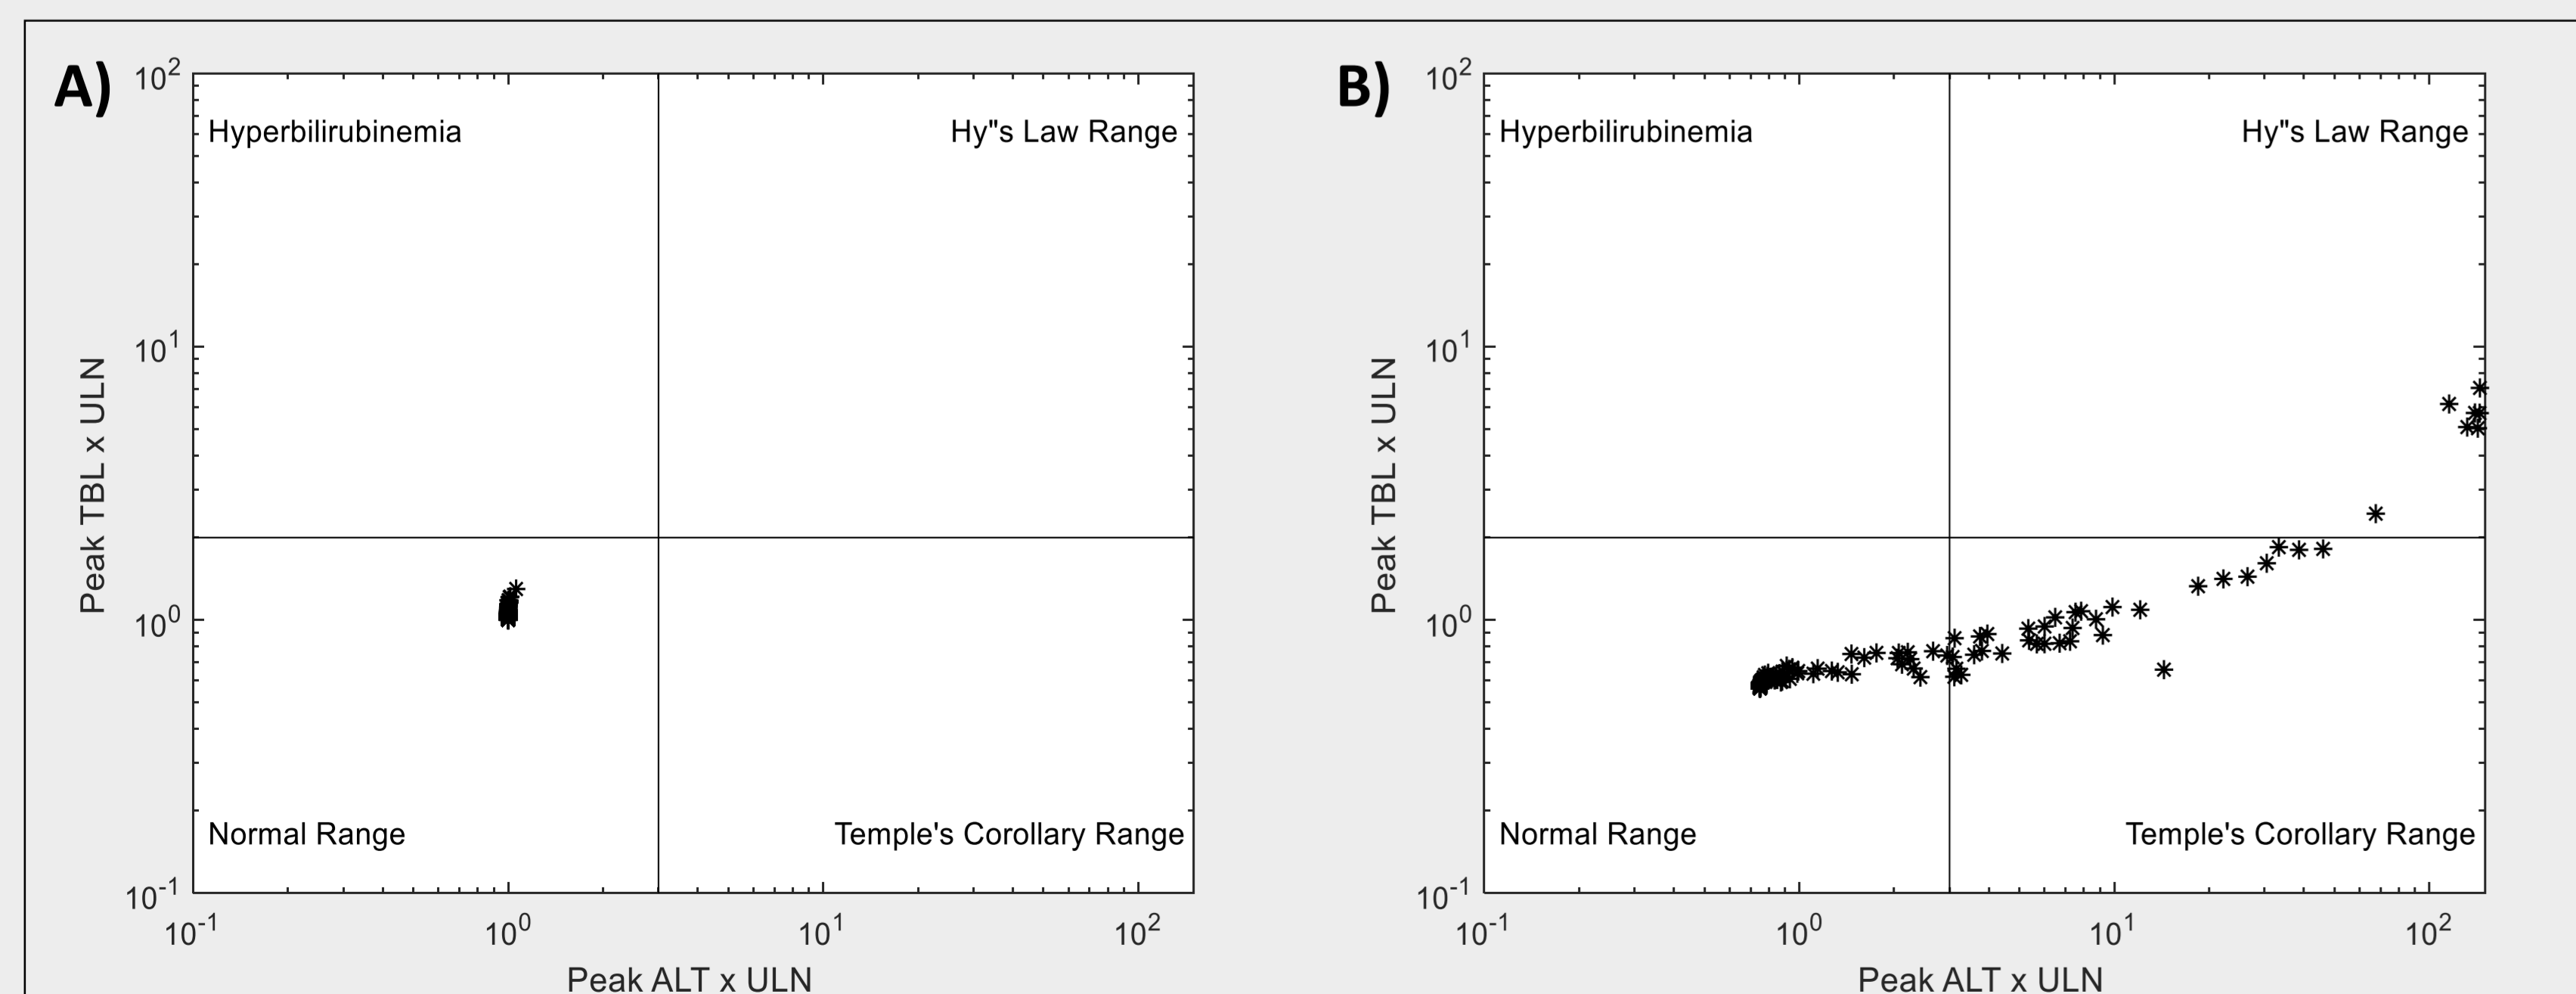 A)
10²
Hyperbilirubinemia
Hy"s Law Range
10¹
Peak TBL x ULN
10⁰
Normal Range
Temple's Corollary Range
10⁻¹
10⁻¹ 10⁰ 10¹ 10²
Peak ALT x ULN
B)
10²
Hyperbilirubinemia
Hy"s Law Range
10¹
Peak TBL x ULN
10⁰
Normal Range
Temple's Corollary Range
10⁻¹
10⁻¹ 10⁰ 10¹ 10²
Peak ALT x ULN